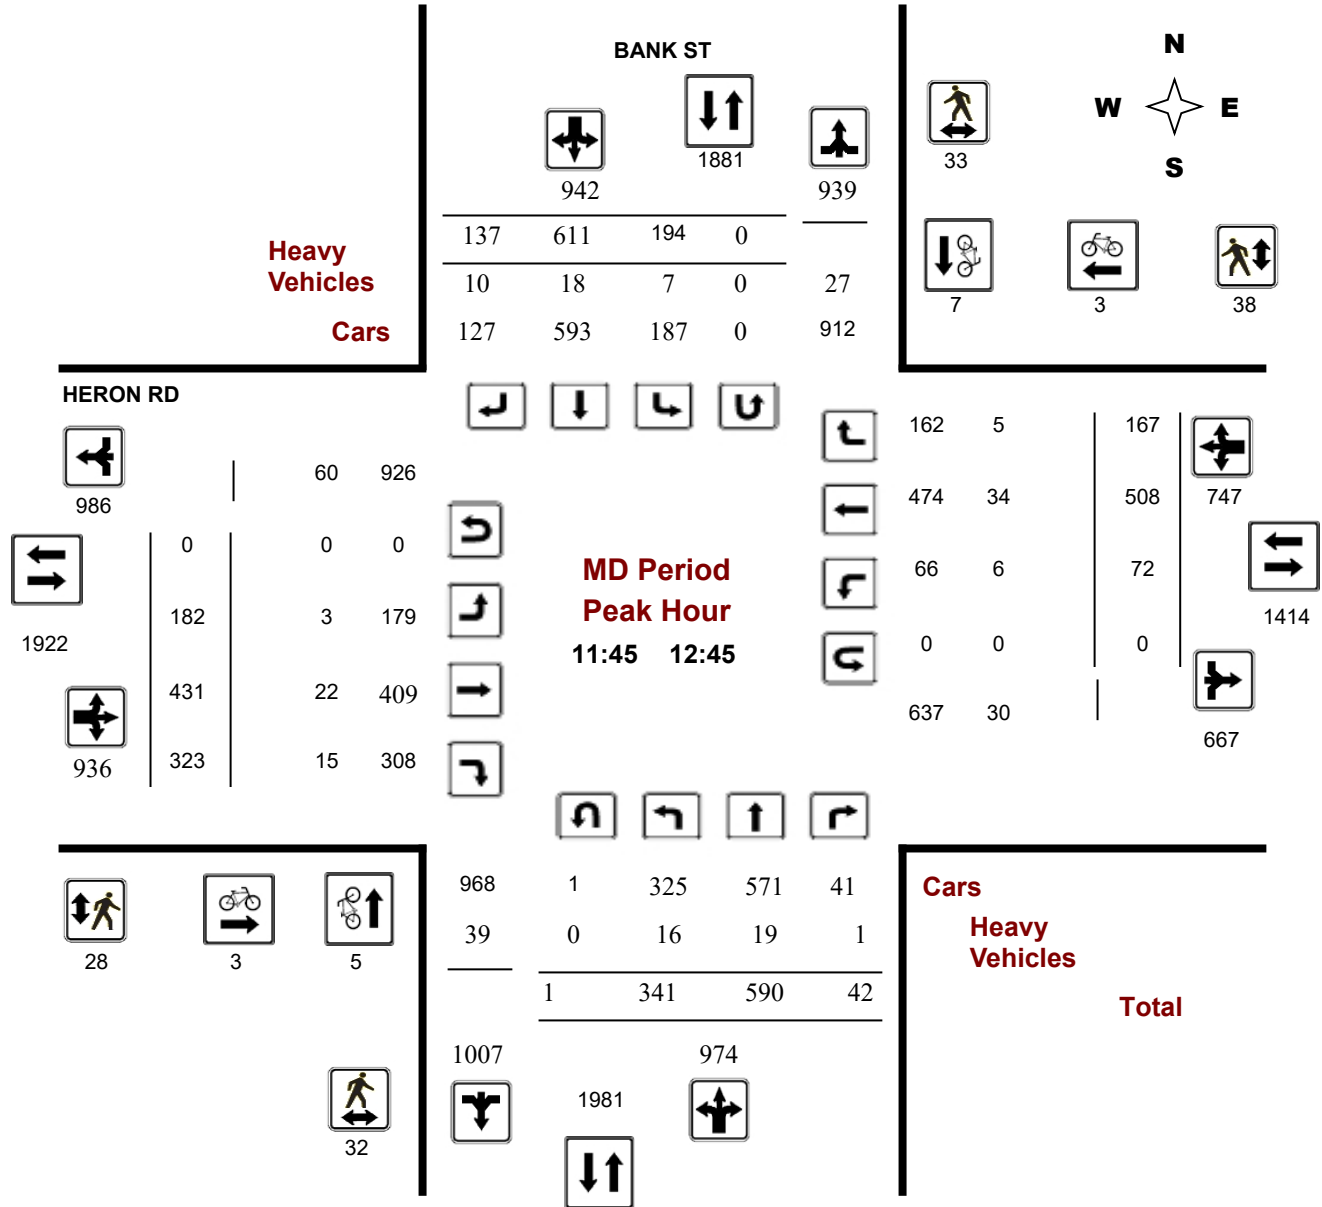 BANK ST
N
W E
S
1881
33
942 939
137 611 194 0
Heavy
Vehicles
10 18 7 0 27
7 3 38
Cars
127 593 187 0 912
HERON RD
162 5 167
60 926
986
474 34 508 747
0 0 0
MD Period
66 6 72
Peak Hour
182 3 179
1414
1922
11:45 12:45
0 0 0
431 22 409
637 30
667
936
323 15 308
968 1 325 571 41
Cars
39 0 16 19 1
Heavy
Vehicles
28 3 5
1 341 590 42
Total
1007 974
1981
32